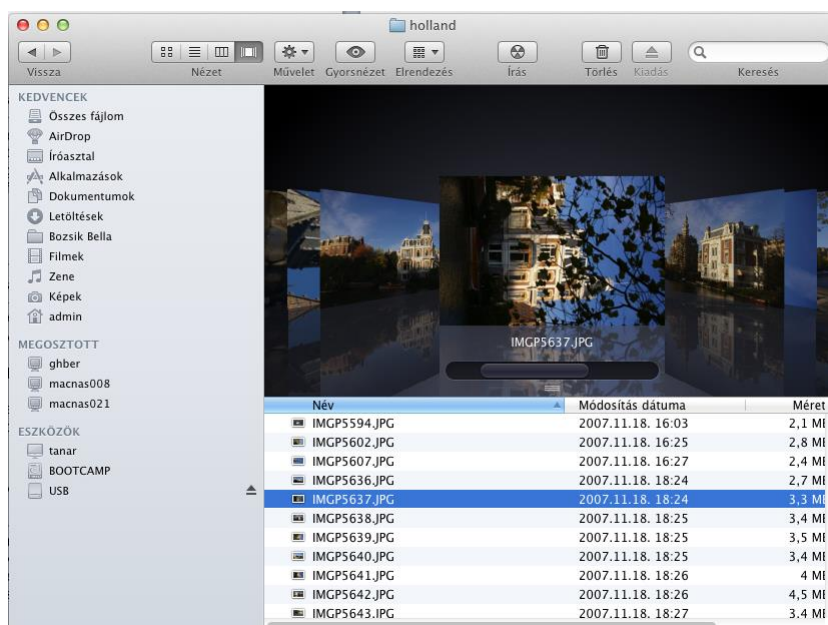 holland
Vissza Nézet Művelet Gyorsnézet Elrendezés Írás Törlés Kiadás Keresés
KEDVENCEK
Összes fájlom
AirDrop
Íróasztal
Alkalmazások
Dokumentumok
Letöltések
Bozsik Bella
Filmek
Zene
Képek
admin
MEGOSZTOTT
ghber
macnas008
macnas021
ESZKÖZÖK
tanar
BOOTCAMP
USB
IMGP5637.JPG
Név Módosítás dátuma Méret
IMGP5594.JPG 2007.11.18. 16:03 2,1 MB
IMGP5602.JPG 2007.11.18. 16:25 2,8 MB
IMGP5607.JPG 2007.11.18. 16:27 2,4 MB
IMGP5636.JPG 2007.11.18. 18:24 2,7 MB
IMGP5637.JPG 2007.11.18. 18:24 3,3 MB
IMGP5638.JPG 2007.11.18. 18:25 3,4 MB
IMGP5639.JPG 2007.11.18. 18:25 3,5 MB
IMGP5640.JPG 2007.11.18. 18:25 3,4 MB
IMGP5641.JPG 2007.11.18. 18:26 4 MB
IMGP5642.JPG 2007.11.18. 18:26 4,5 MB
IMGP5643.JPG 2007.11.18. 18:27 3,4 MB